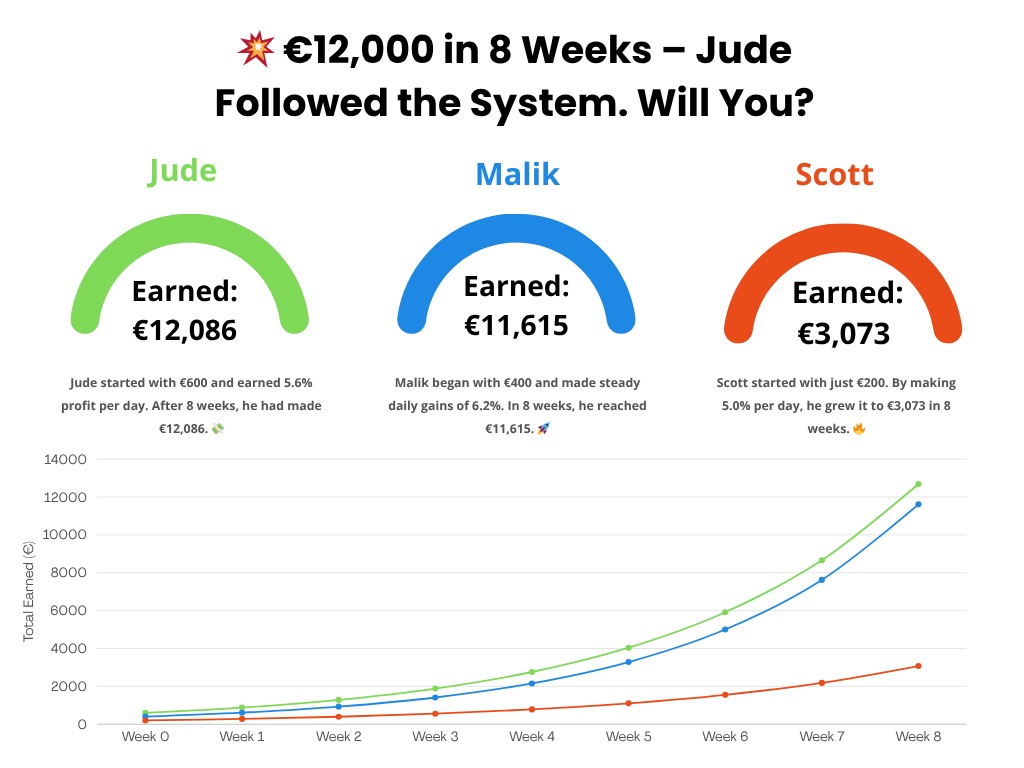 💥 €12,000 in 8 Weeks – Jude
Followed the System. Will You?
Jude
Earned:
€12,086
Jude started with €600 and earned 5.6%
profit per day. After 8 weeks, he had made
€12,086. 💸
Malik
Earned:
€11,615
Malik began with €400 and made steady
daily gains of 6.2%. In 8 weeks, he reached
€11,615. 🚀
Scott
Earned:
€3,073
Scott started with just €200. By making
5.0% per day, he grew it to €3,073 in 8
weeks. 🔥
Total Earned (€)
14000
12000
10000
8000
6000
4000
2000
0
Week 0 Week 1 Week 2 Week 3 Week 4 Week 5 Week 6 Week 7 Week 8